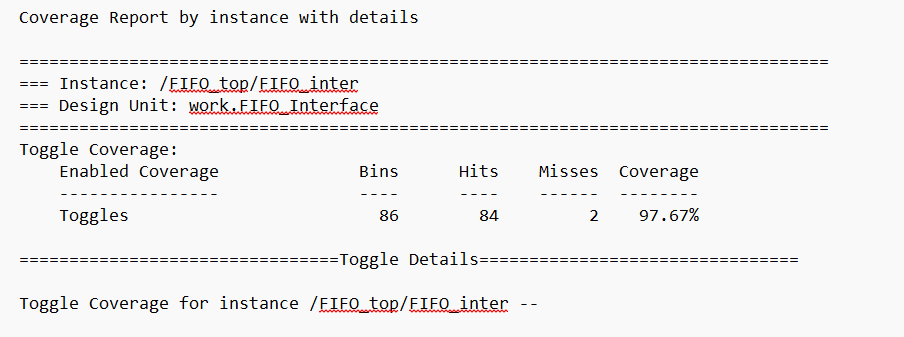 Coverage Report by instance with details
=================================================================================
=== Instance: /FIFO_top/FIFO_inter
=== Design Unit: work.FIFO_Interface
=================================================================================
Toggle Coverage:
    Enabled Coverage              Bins      Hits    Misses  Coverage
    ----------------              ----      ----    ------  --------
    Toggles                         86        84         2    97.67%
================================Toggle Details================================
Toggle Coverage for instance /FIFO_top/FIFO_inter --